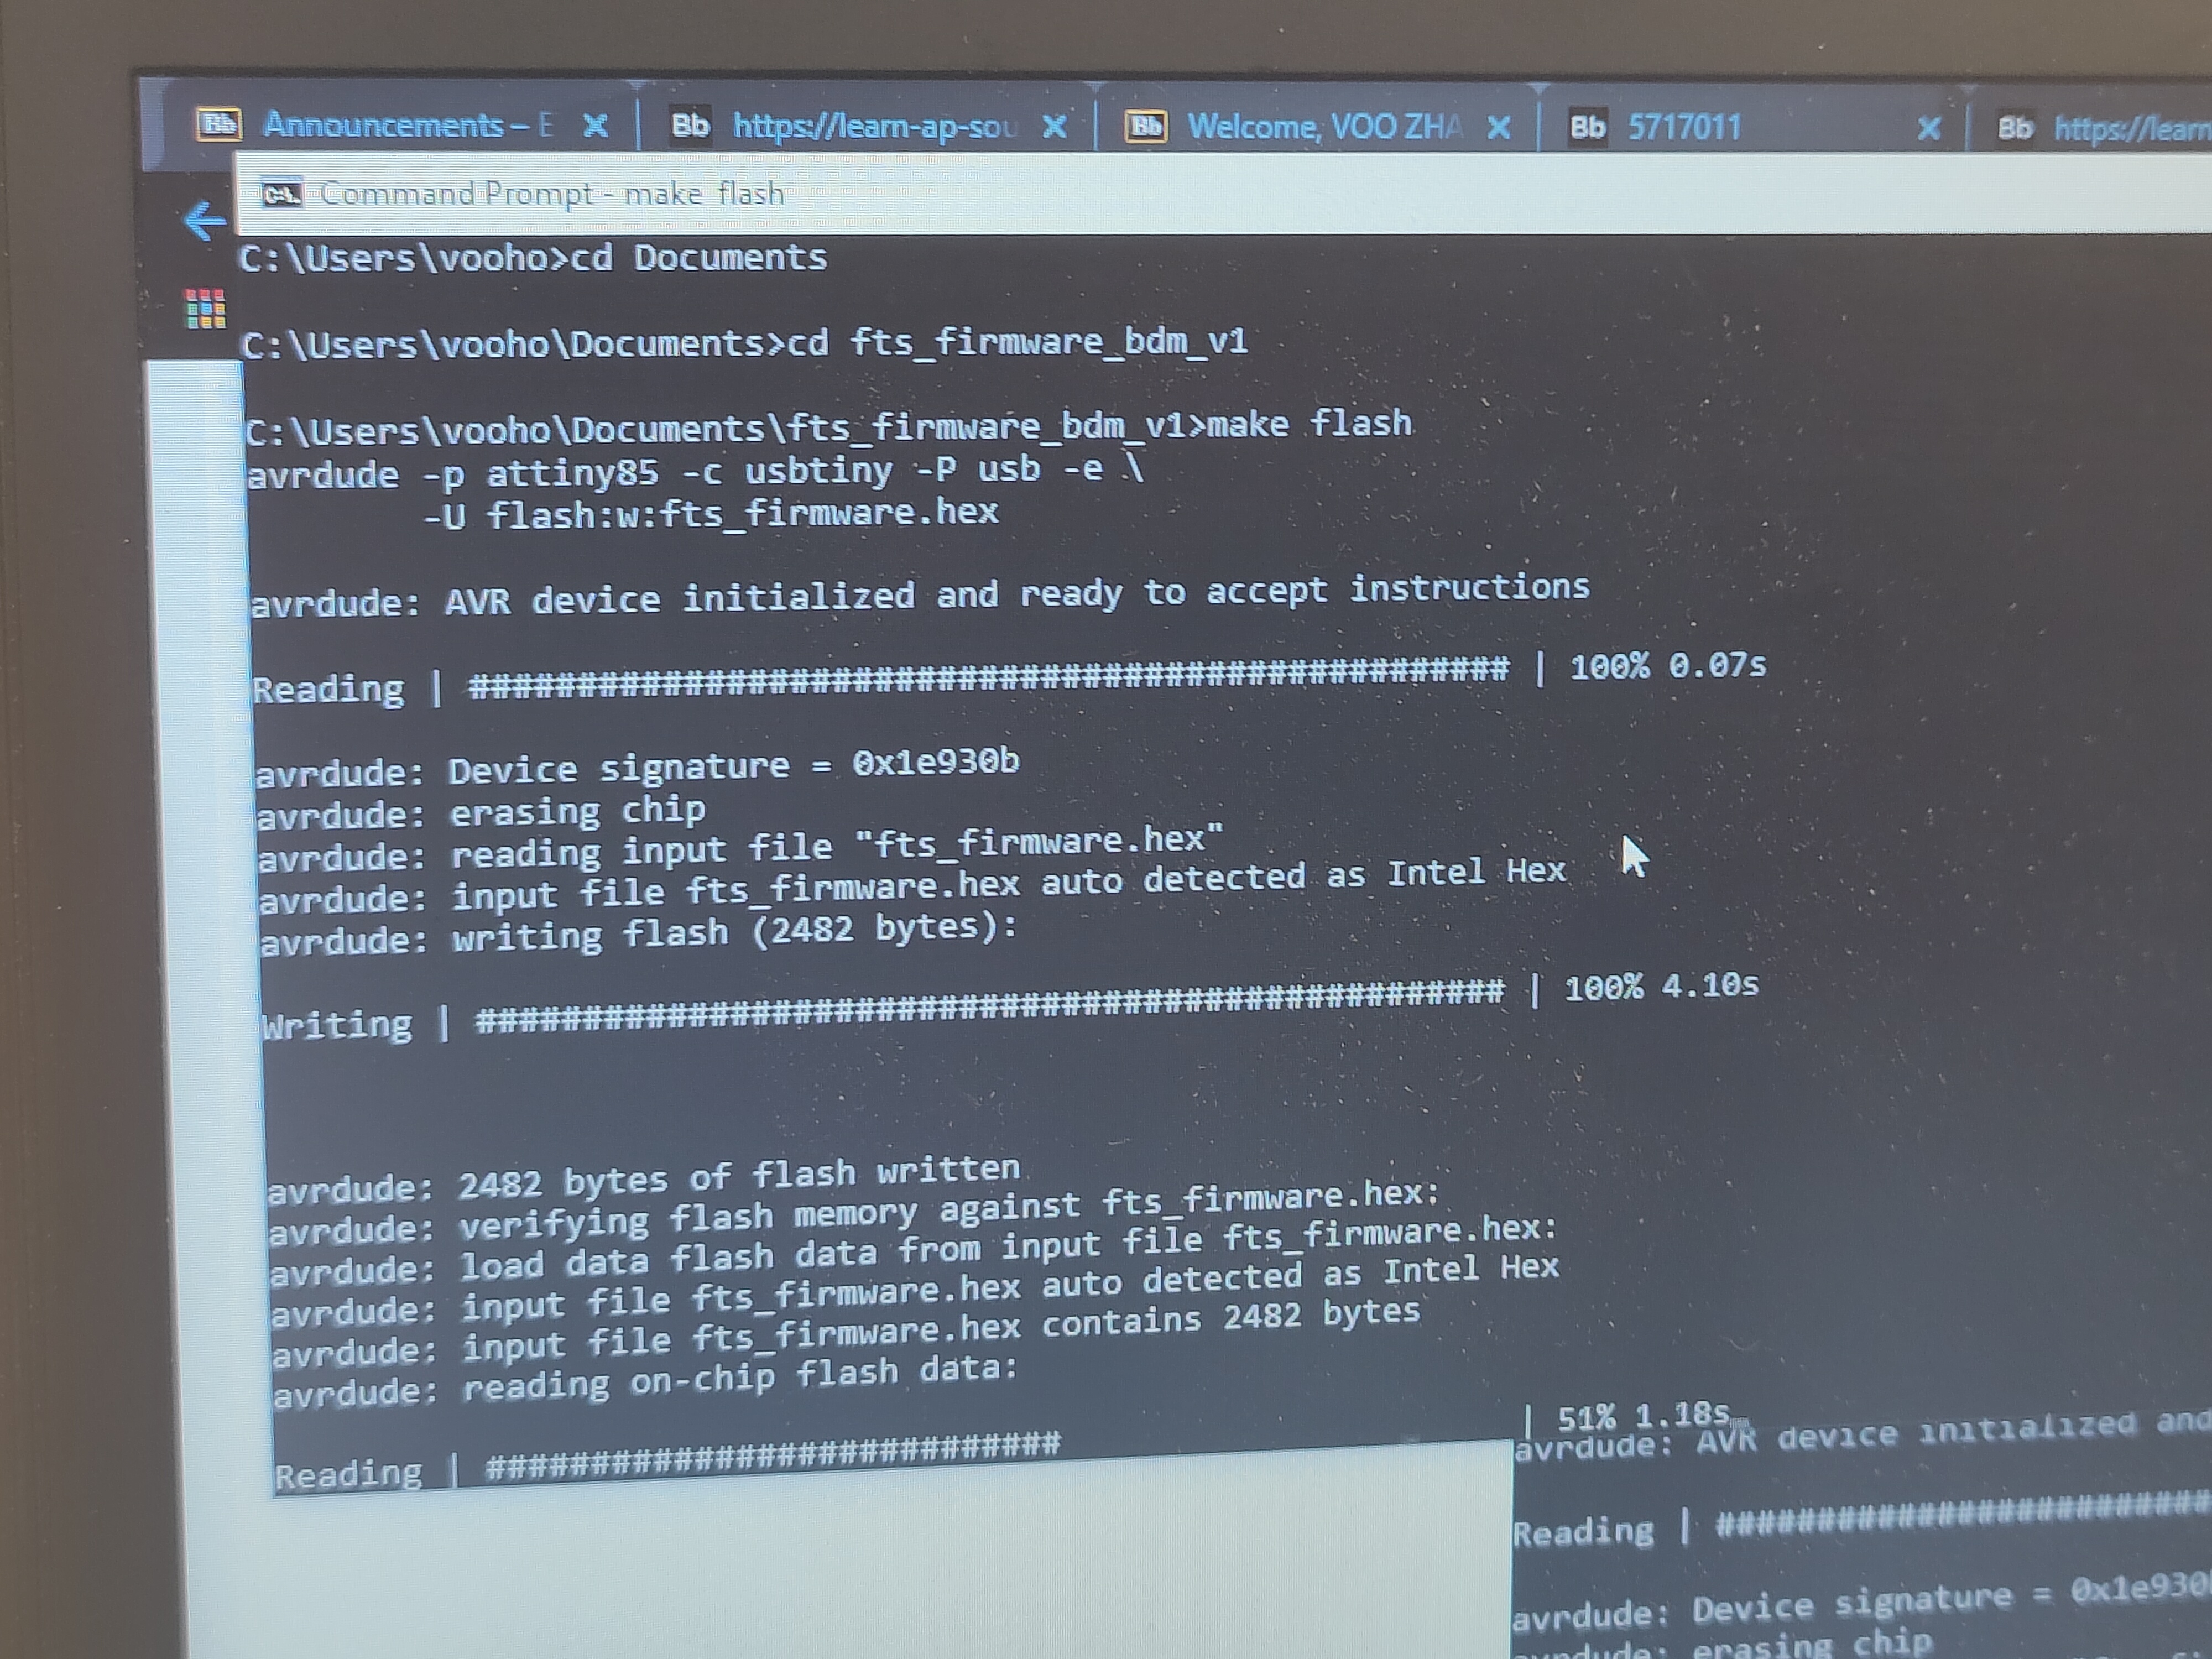 Bb Announcements – E
Bb https://learn-ap-sou
Bb Welcome, VOO ZHA
Bb 5717011
Bb https://learn
C:\. Command Prompt - make flash
C:\Users\vooho>cd Documents
C:\Users\vooho\Documents>cd fts_firmware_bdm_v1
C:\Users\vooho\Documents\fts_firmware_bdm_v1>make flash
avrdude -p attiny85 -c usbtiny -P usb -e \
-U flash:w:fts_firmware.hex
avrdude: AVR device initialized and ready to accept instructions
Reading | ################################################## | 100% 0.07s
avrdude: Device signature = 0x1e930b
avrdude: erasing chip
avrdude: reading input file "fts_firmware.hex"
avrdude: input file fts_firmware.hex auto detected as Intel Hex
avrdude: writing flash (2482 bytes):
Writing | ################################################## | 100% 4.10s
avrdude: 2482 bytes of flash written
avrdude: verifying flash memory against fts_firmware.hex:
avrdude: load data flash data from input file fts_firmware.hex:
avrdude: input file fts_firmware.hex auto detected as Intel Hex
avrdude: input file fts_firmware.hex contains 2482 bytes
avrdude: reading on-chip flash data:
Reading | ########################### | 51% 1.18s
avrdude: AVR device initialized and
Reading | ########################
avrdude: Device signature = 0x1e930
avrdude: erasing chip